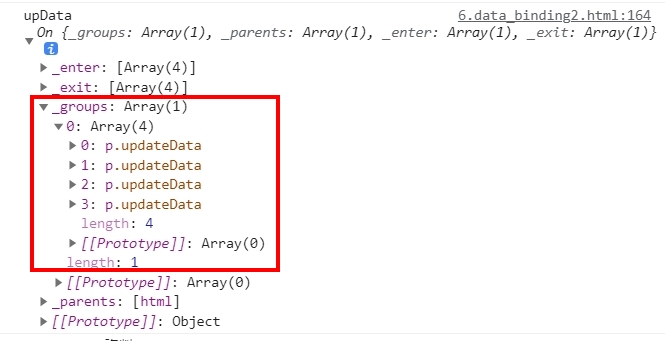 upData 6.data_binding2.html:164
On {_groups: Array(1), _parents: Array(1), _enter: Array(1), _exit: Array(1)}
i
_enter: [Array(4)]
_exit: [Array(4)]
_groups: Array(1)
0: Array(4)
0: p.updateData
1: p.updateData
2: p.updateData
3: p.updateData
length: 4
[[Prototype]]: Array(0)
length: 1
[[Prototype]]: Array(0)
_parents: [html]
[[Prototype]]: Object